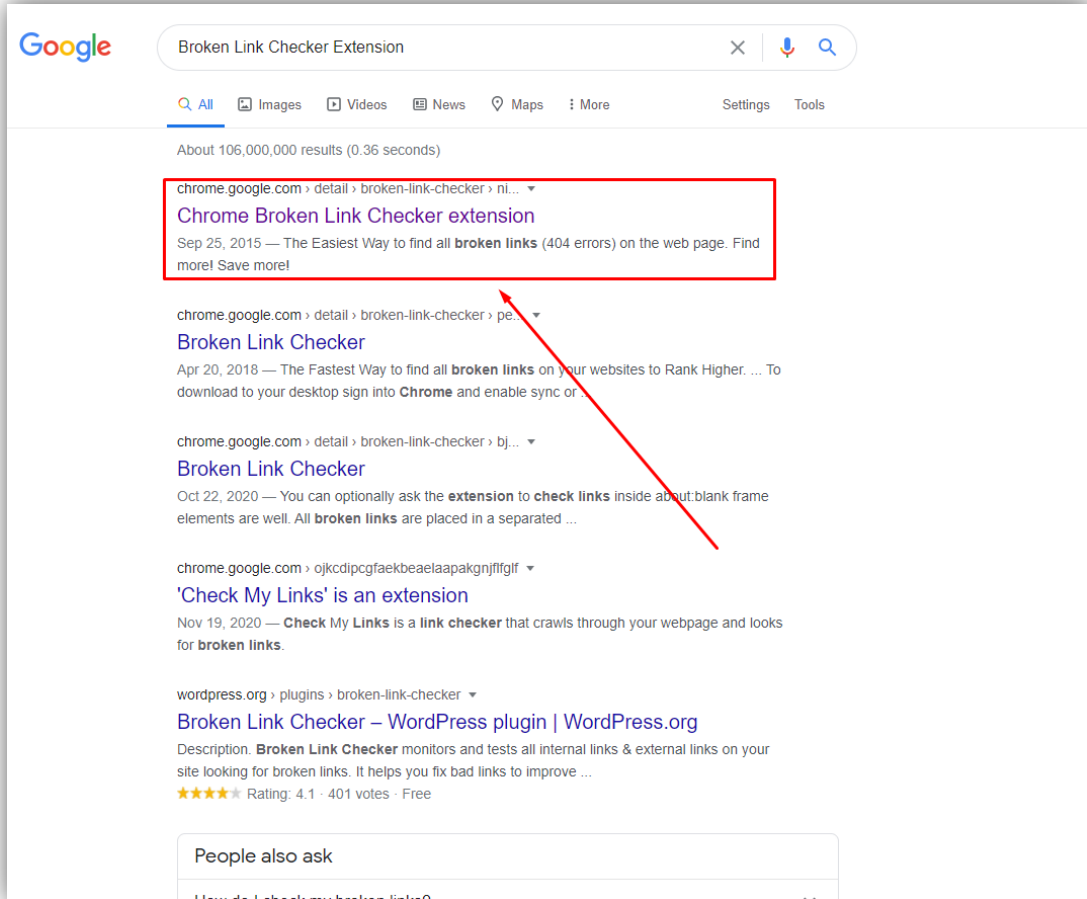 Google
Broken Link Checker Extension
All Images Videos News Maps More Settings Tools
About 106,000,000 results (0.36 seconds)
chrome.google.com › detail › broken-link-checker › ni...
Chrome Broken Link Checker extension
Sep 25, 2015 — The Easiest Way to find all broken links (404 errors) on the web page. Find
more! Save more!
chrome.google.com › detail › broken-link-checker › pe...
Broken Link Checker
Apr 20, 2018 — The Fastest Way to find all broken links on your websites to Rank Higher. ... To
download to your desktop sign into Chrome and enable sync or ...
chrome.google.com › detail › broken-link-checker › bj...
Broken Link Checker
Oct 22, 2020 — You can optionally ask the extension to check links inside about:blank frame
elements are well. All broken links are placed in a separated ...
chrome.google.com › ojkcdipcgfaekbeaelaapakgnjflfglf
'Check My Links' is an extension
Nov 19, 2020 — Check My Links is a link checker that crawls through your webpage and looks
for broken links.
wordpress.org › plugins › broken-link-checker
Broken Link Checker – WordPress plugin | WordPress.org
Description. Broken Link Checker monitors and tests all internal links & external links on your
site looking for broken links. It helps you fix bad links to improve ...
Rating: 4.1 · 401 votes · Free
People also ask
How do I check my broken links?